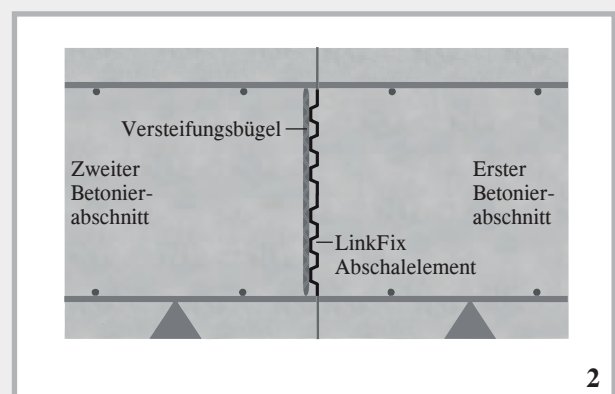 Versteifungsbügel
Zweiter
Betonier-
abschnitt
Erster
Betonier-
abschnitt
LinkFix
Abschalelement
2